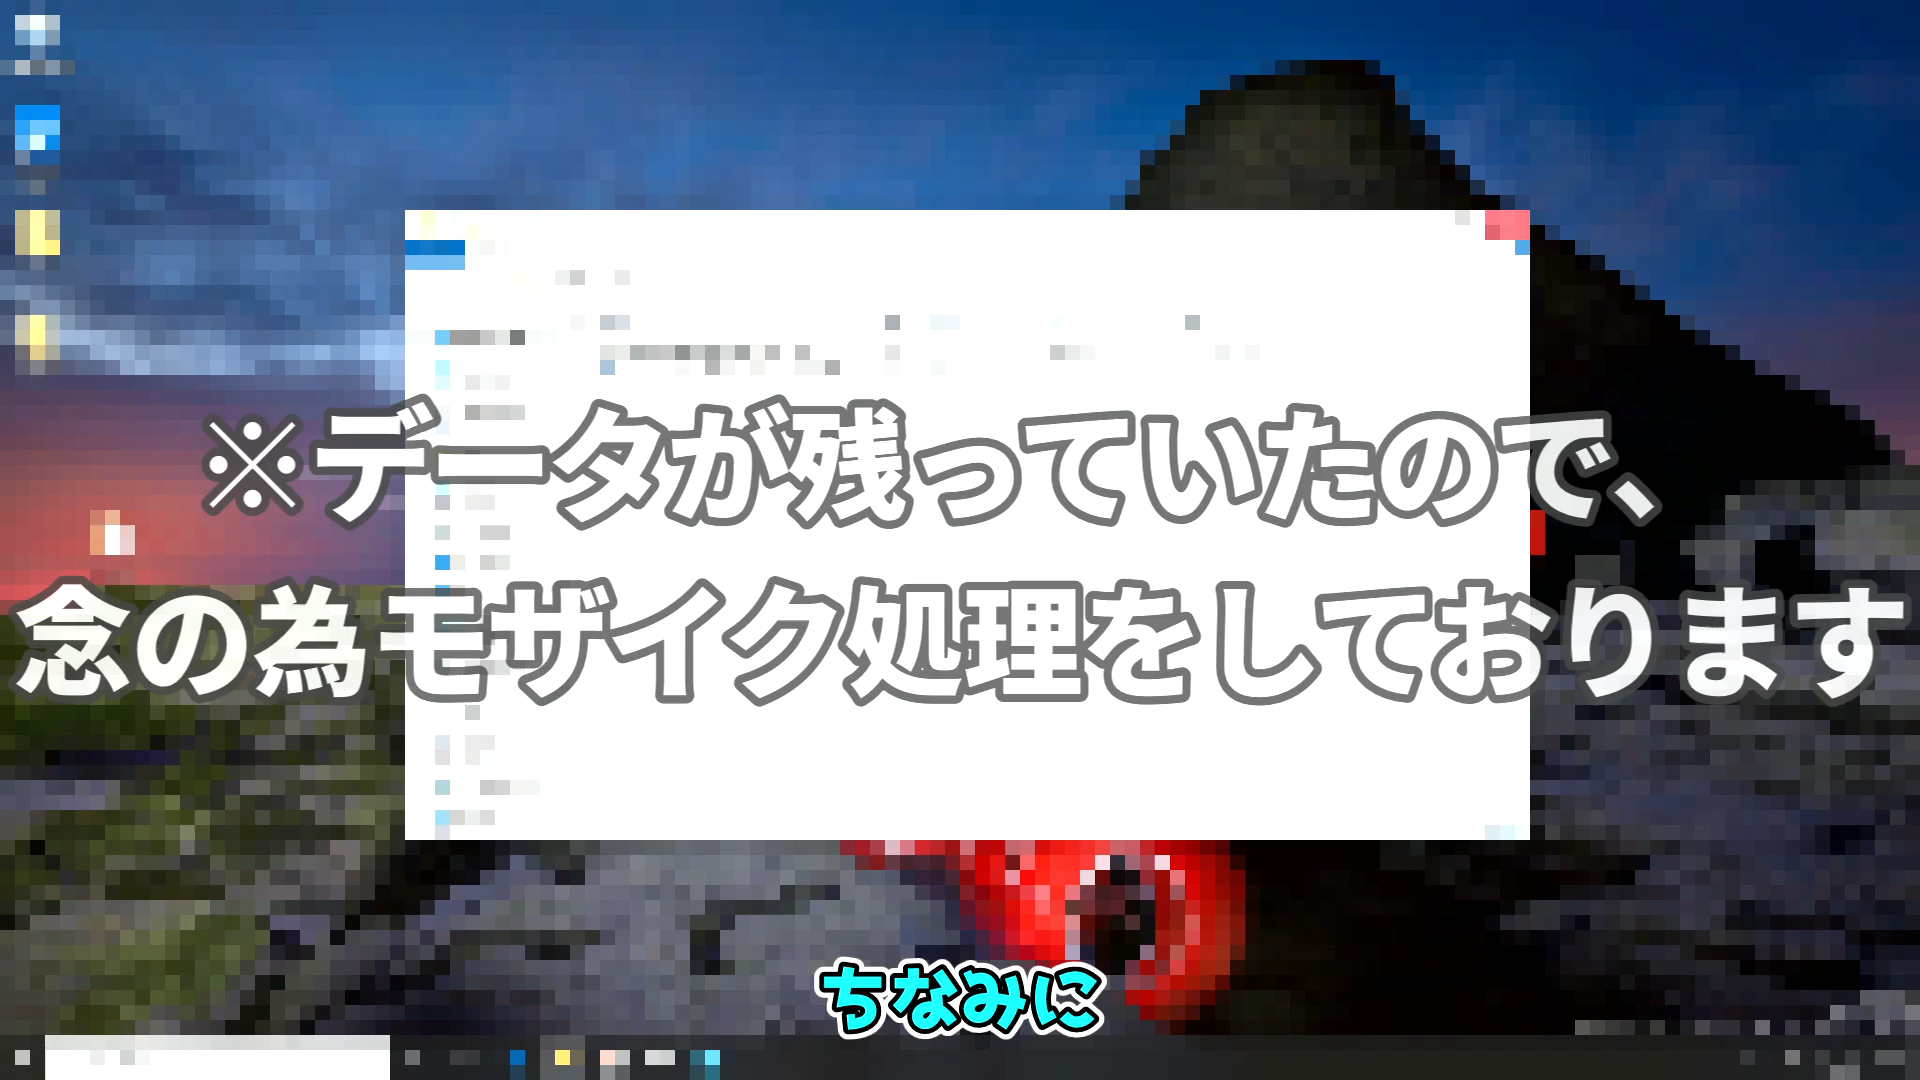 ※データが残っていたので、
念の為モザイク処理をしております
ちなみに